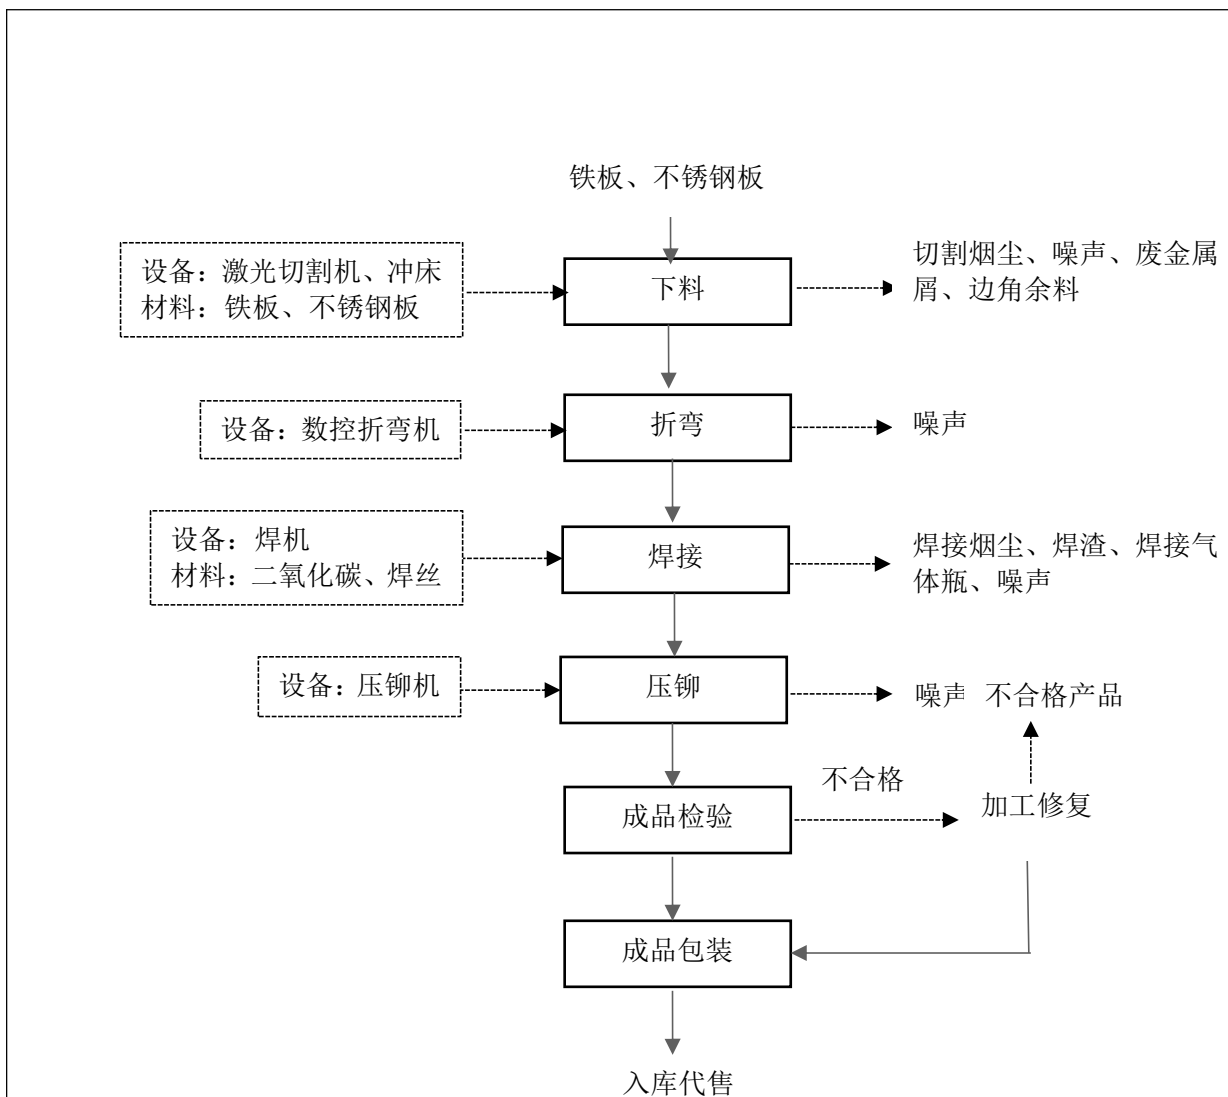 铁板、不锈钢板
设备：激光切割机、冲床
材料：铁板、不锈钢板
下料
切割烟尘、噪声、废金属
屑、边角余料
设备：数控折弯机
折弯
噪声
设备：焊机
材料：二氧化碳、焊丝
焊接
焊接烟尘、焊渣、焊接气
体瓶、噪声
设备：压铆机
压铆
噪声
不合格产品
不合格
成品检验
加工修复
成品包装
入库代售